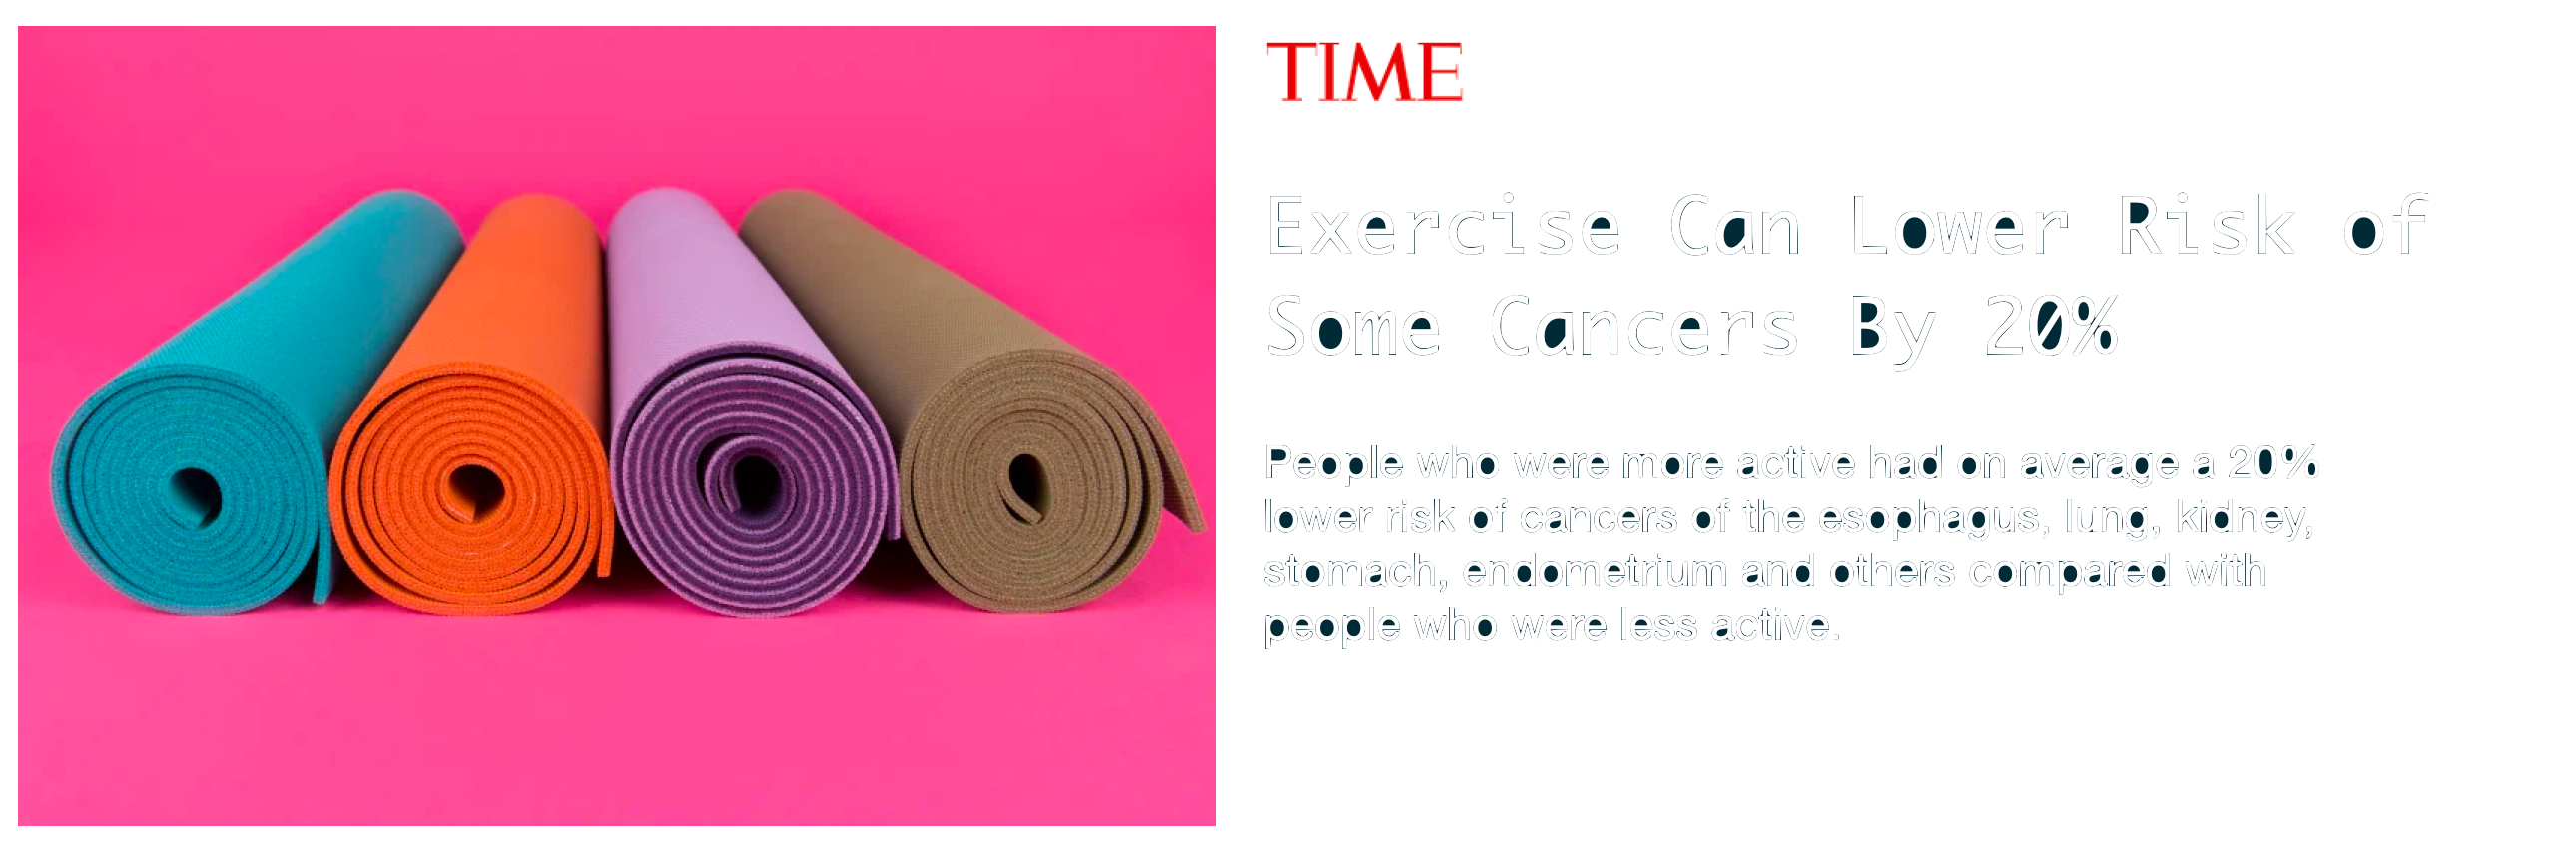 TIME
Exercise Can Lower Risk of
Some Cancers By 20%
People who were more active had on average a 20%
lower risk of cancers of the esophagus, lung, kidney,
stomach, endometrium and others compared with
people who were less active.